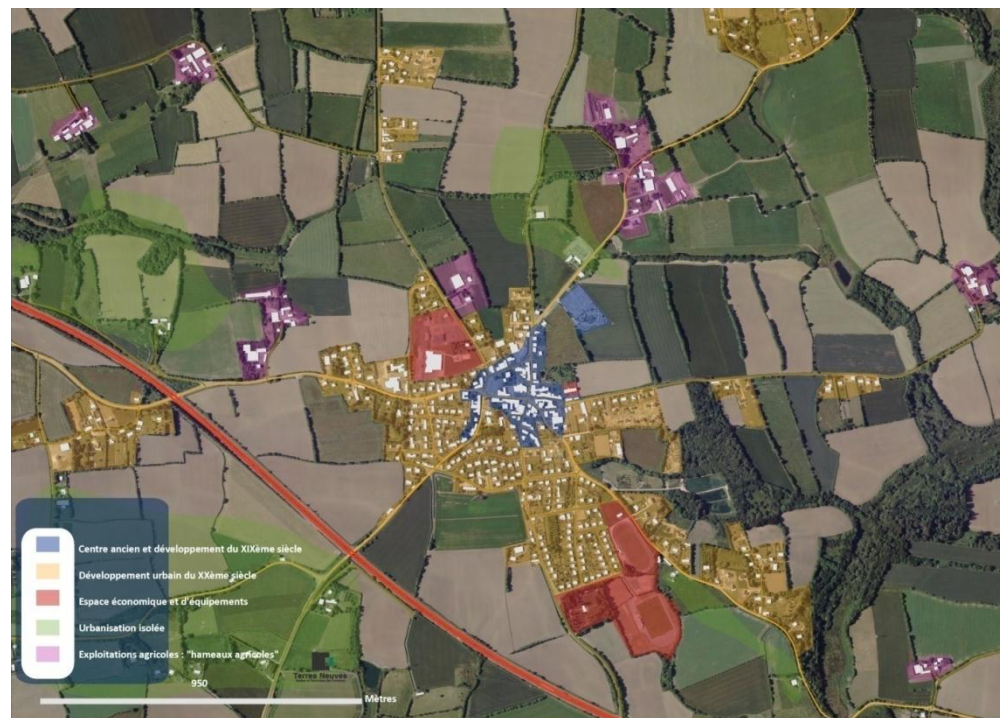 Centre ancien et développement du XIXème siècle
Développement urbain du XXème siècle
Espace économique et d'équipements
Urbanisation isolée
Exploitations agricoles : "hameaux agricoles"
950
Terres Neuves
Mètres